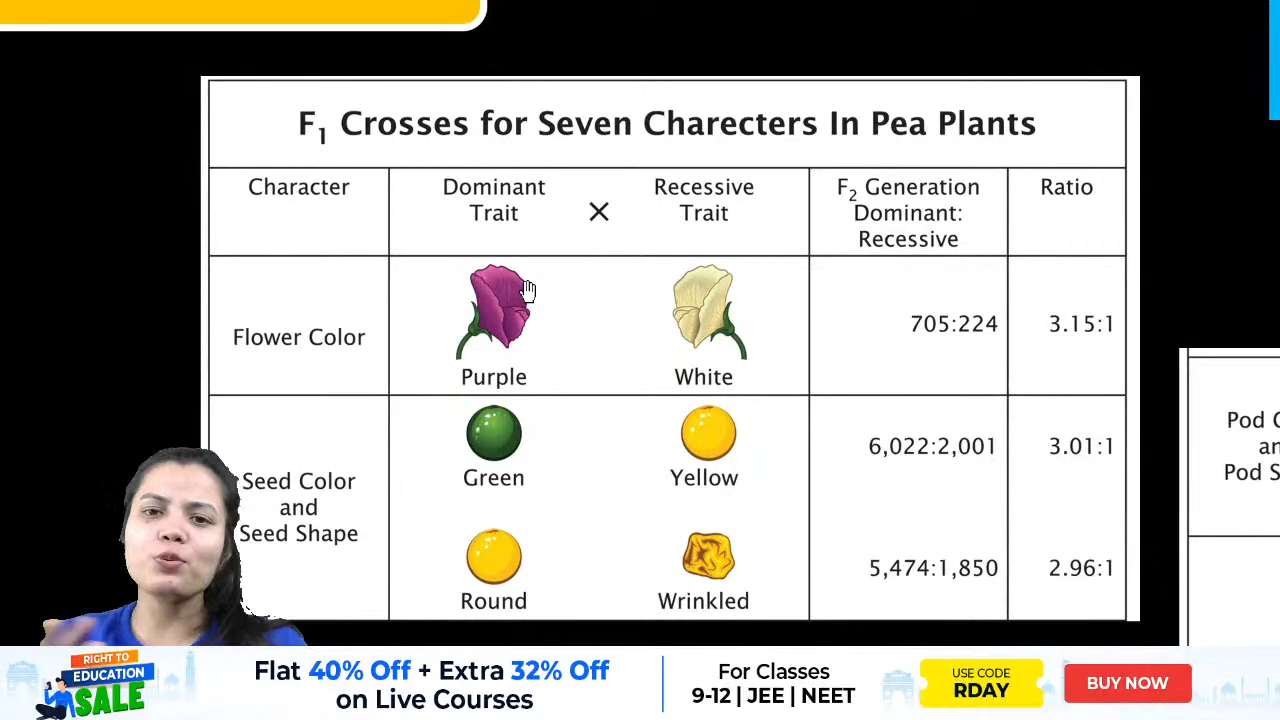 F1 Crosses for Seven Charecters In Pea Plants
Character
Dominant
Trait
×
Recessive
Trait
F2 Generation
Dominant:
Recessive
Ratio
Flower Color
Purple
White
705:224
3.15:1
Seed Color
and
Seed Shape
Green
Yellow
6,022:2,001
3.01:1
Round
Wrinkled
5,474:1,850
2.96:1
Pod C
an
Pod S
RIGHT TO
EDUCATION
SALE
Flat 40% Off + Extra 32% Off
on Live Courses
For Classes
9-12 | JEE | NEET
USE CODE
RDAY
BUY NOW